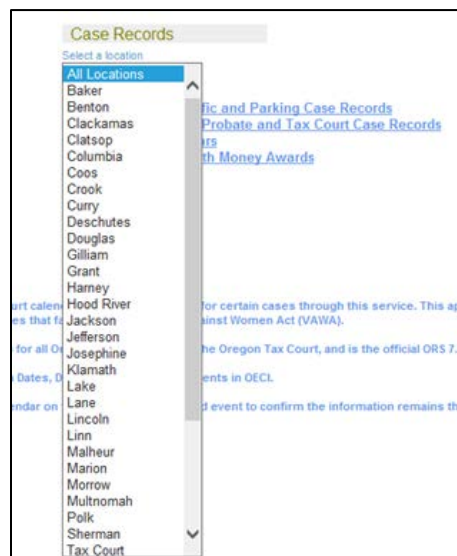 Case Records
Select a location
All Locations
Baker
Benton
Clackamas
Clatsop
Columbia
Coos
Crook
Curry
Deschutes
Douglas
Gilliam
Grant
Harney
Hood River
Jackson
Jefferson
Josephine
Klamath
Lake
Lane
Lincoln
Linn
Malheur
Marion
Morrow
Multnomah
Polk
Sherman
Tax Court
fic and Parking Case Records
Probate and Tax Court Case Records
rs
th Money Awards
urt calen for certain cases through this service. This ap
es that fa ainst Women Act (VAWA).
for all O he Oregon Tax Court, and is the official ORS 7.
Dates, D ents in OECI.
endar on d event to confirm the information remains th